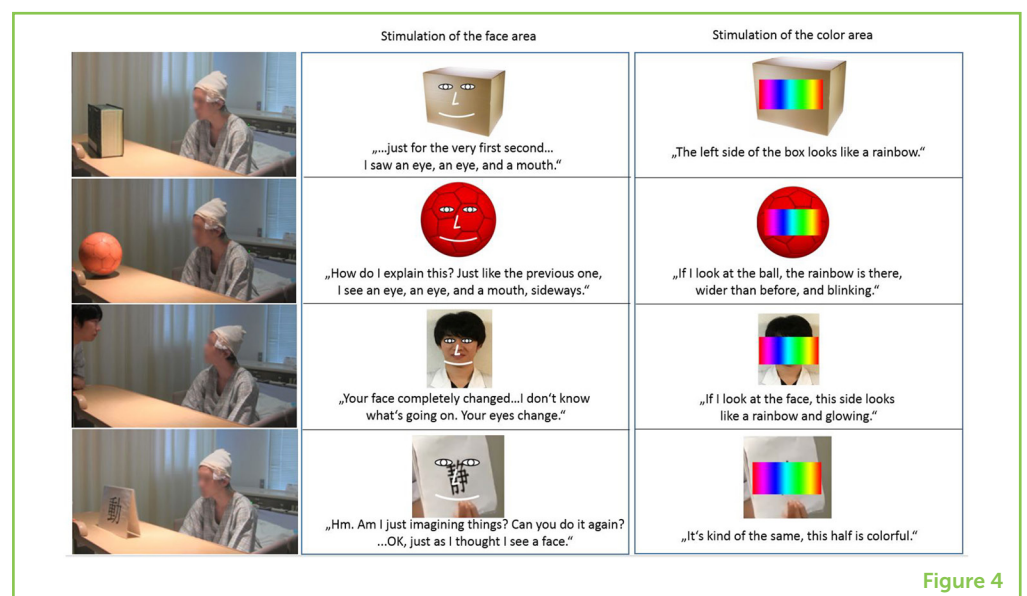 Stimulation of the face area
Stimulation of the color area
„...just for the very first second...
I saw an eye, an eye, and a mouth.“
„The left side of the box looks like a rainbow.“
„How do I explain this? Just like the previous one,
I see an eye, an eye, and a mouth, sideways.“
„If I look at the ball, the rainbow is there,
wider than before, and blinking.“
„Your face completely changed...I don‘t know
what‘s going on. Your eyes change.“
„If I look at the face, this side looks
like a rainbow and glowing.“
静
„Hm. Am I just imagining things? Can you do it again?
...OK, just as I thought I see a face.“
„It‘s kind of the same, this half is colorful.“
Figure 4